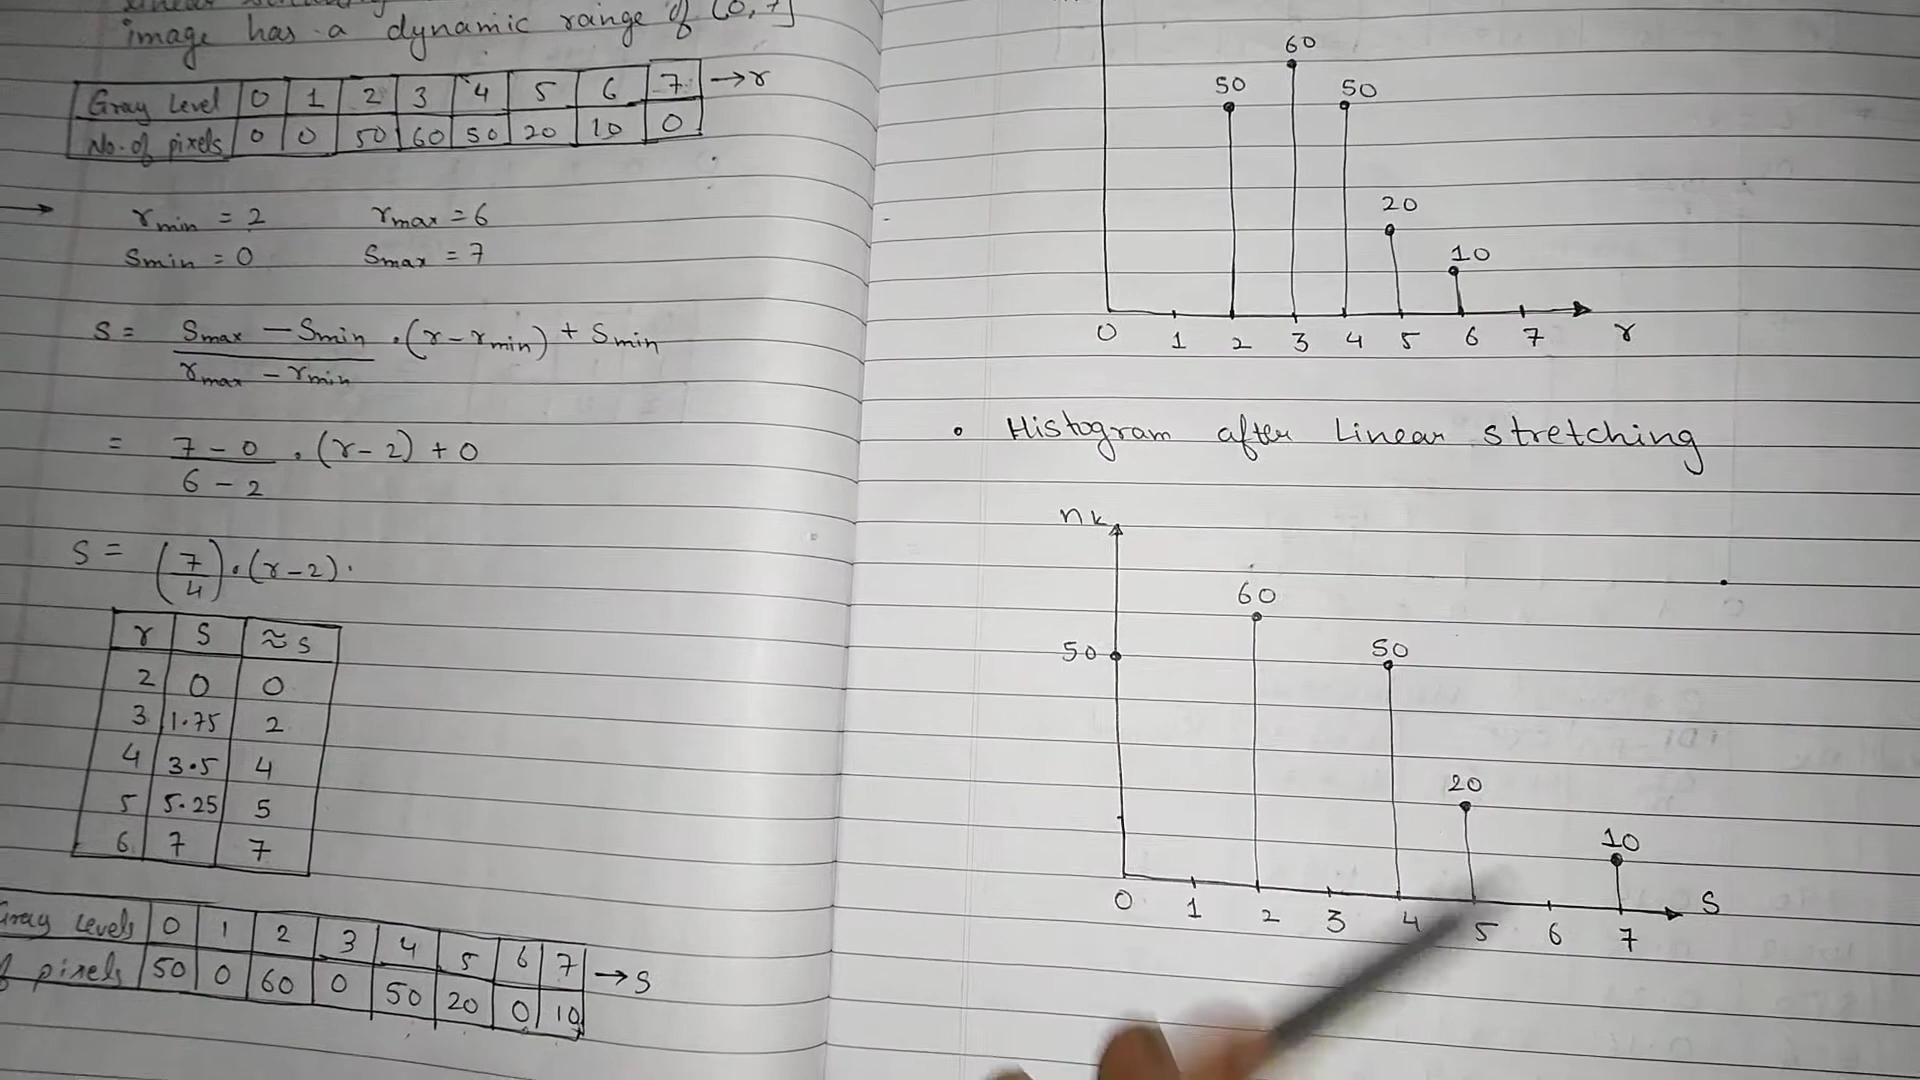 image has a dynamic range of [0, 7]
Gray Level 0 1 2 3 4 5 6 7 → r
No. of pixels 0 0 50 60 50 20 10 0
→ rmin = 2 rmax = 6
Smin = 0 Smax = 7
S = Smax - Smin / rmax - rmin . (r - rmin) + Smin
= 7 - 0 / 6 - 2 . (r - 2) + 0
S = (7/4) . (r - 2) .
r S ≈ s
2 0 0
3 1.75 2
4 3.5 4
5 5.25 5
6 7 7
Gray Levels 0 1 2 3 4 5 6 7 → S
pixels 50 0 60 0 50 20 0 10
60
50 50
20
10
0 1 2 3 4 5 6 7 r
• Histogram after Linear stretching
nk
60
50 50
20
10
0 1 2 3 4 5 6 7 S